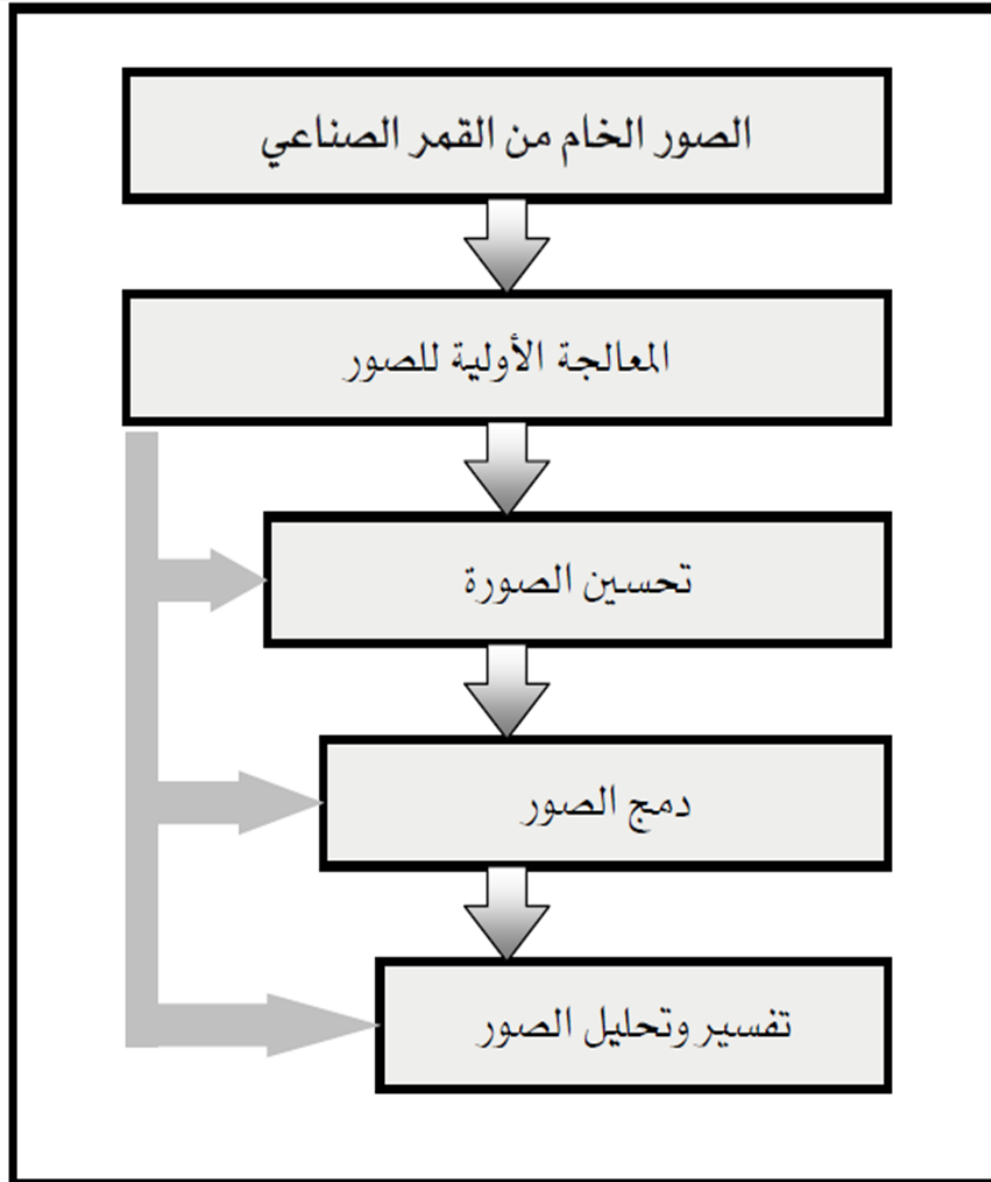 الصور الخام من القمر الصناعي
المعالجة الأولية للصور
تحسين الصورة
دمج الصور
تفسير وتحليل الصور